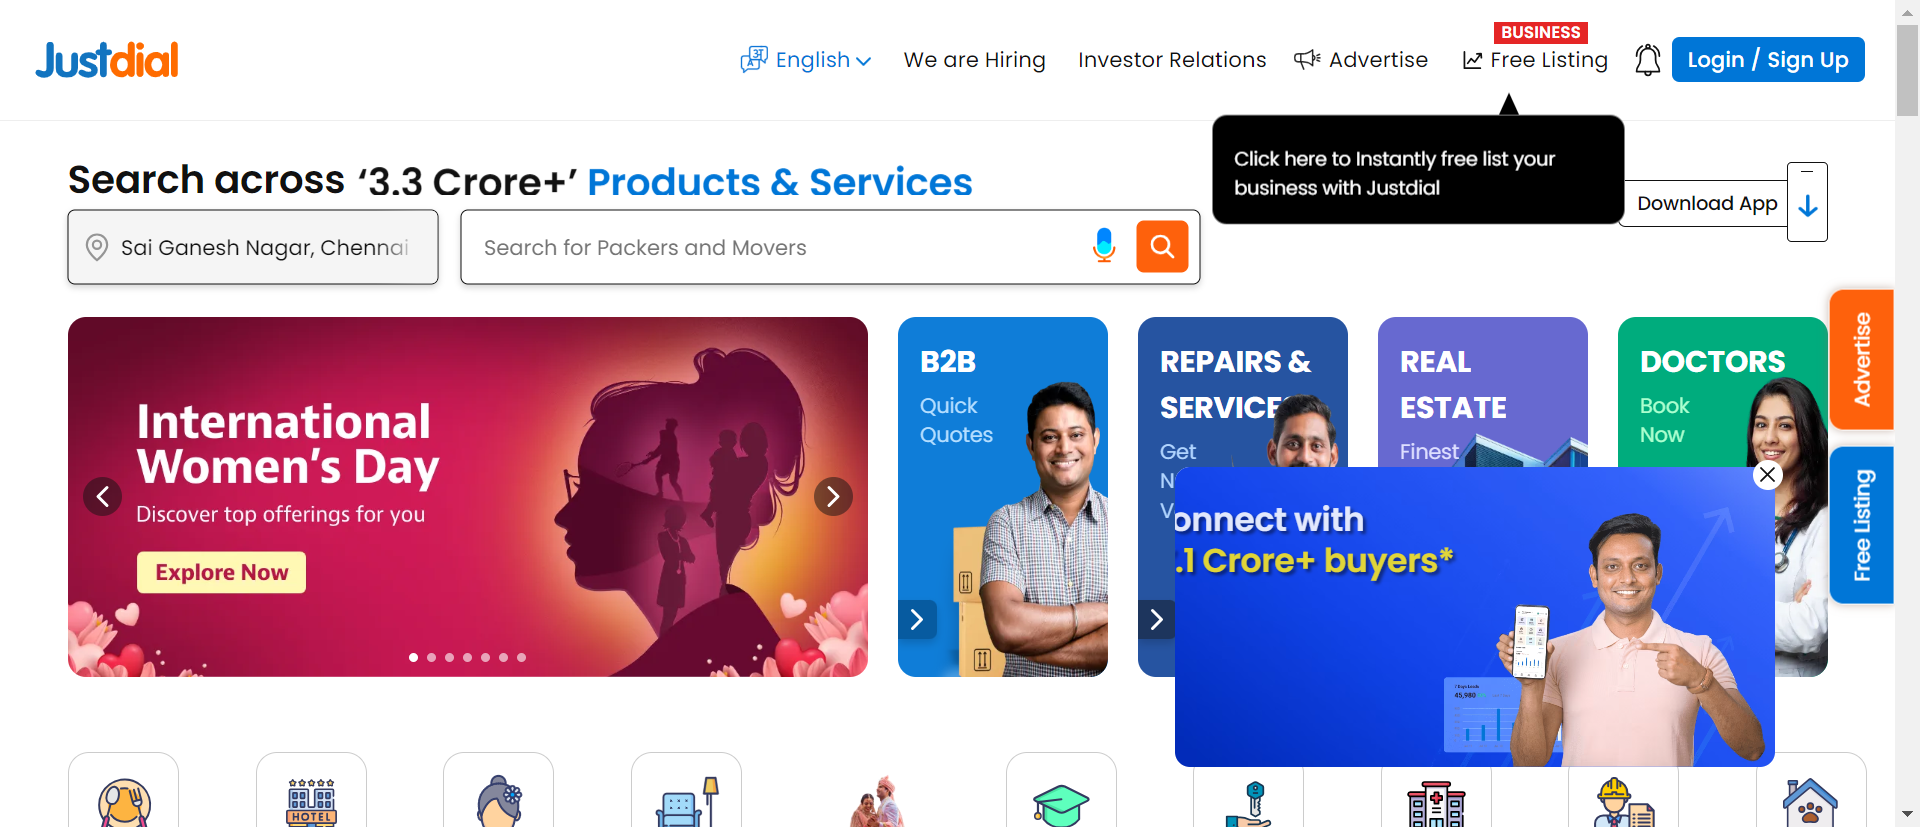 Justdial
English
We are Hiring
Investor Relations
Advertise
BUSINESS
Free Listing
Login / Sign Up
Click here to Instantly free list your
business with Justdial
Search across ‘3.3 Crore+’ Products & Services
Download App
Sai Ganesh Nagar, Chennai
Search for Packers and Movers
International
Women's Day
Discover top offerings for you
Explore Now
B2B
Quick
Quotes
REPAIRS &
SERVICES
Get
REAL
ESTATE
Finest
DOCTORS
Book
Now
Advertise
Free Listing
onnect with
.1 Crore+ buyers*
45,980
HOTEL